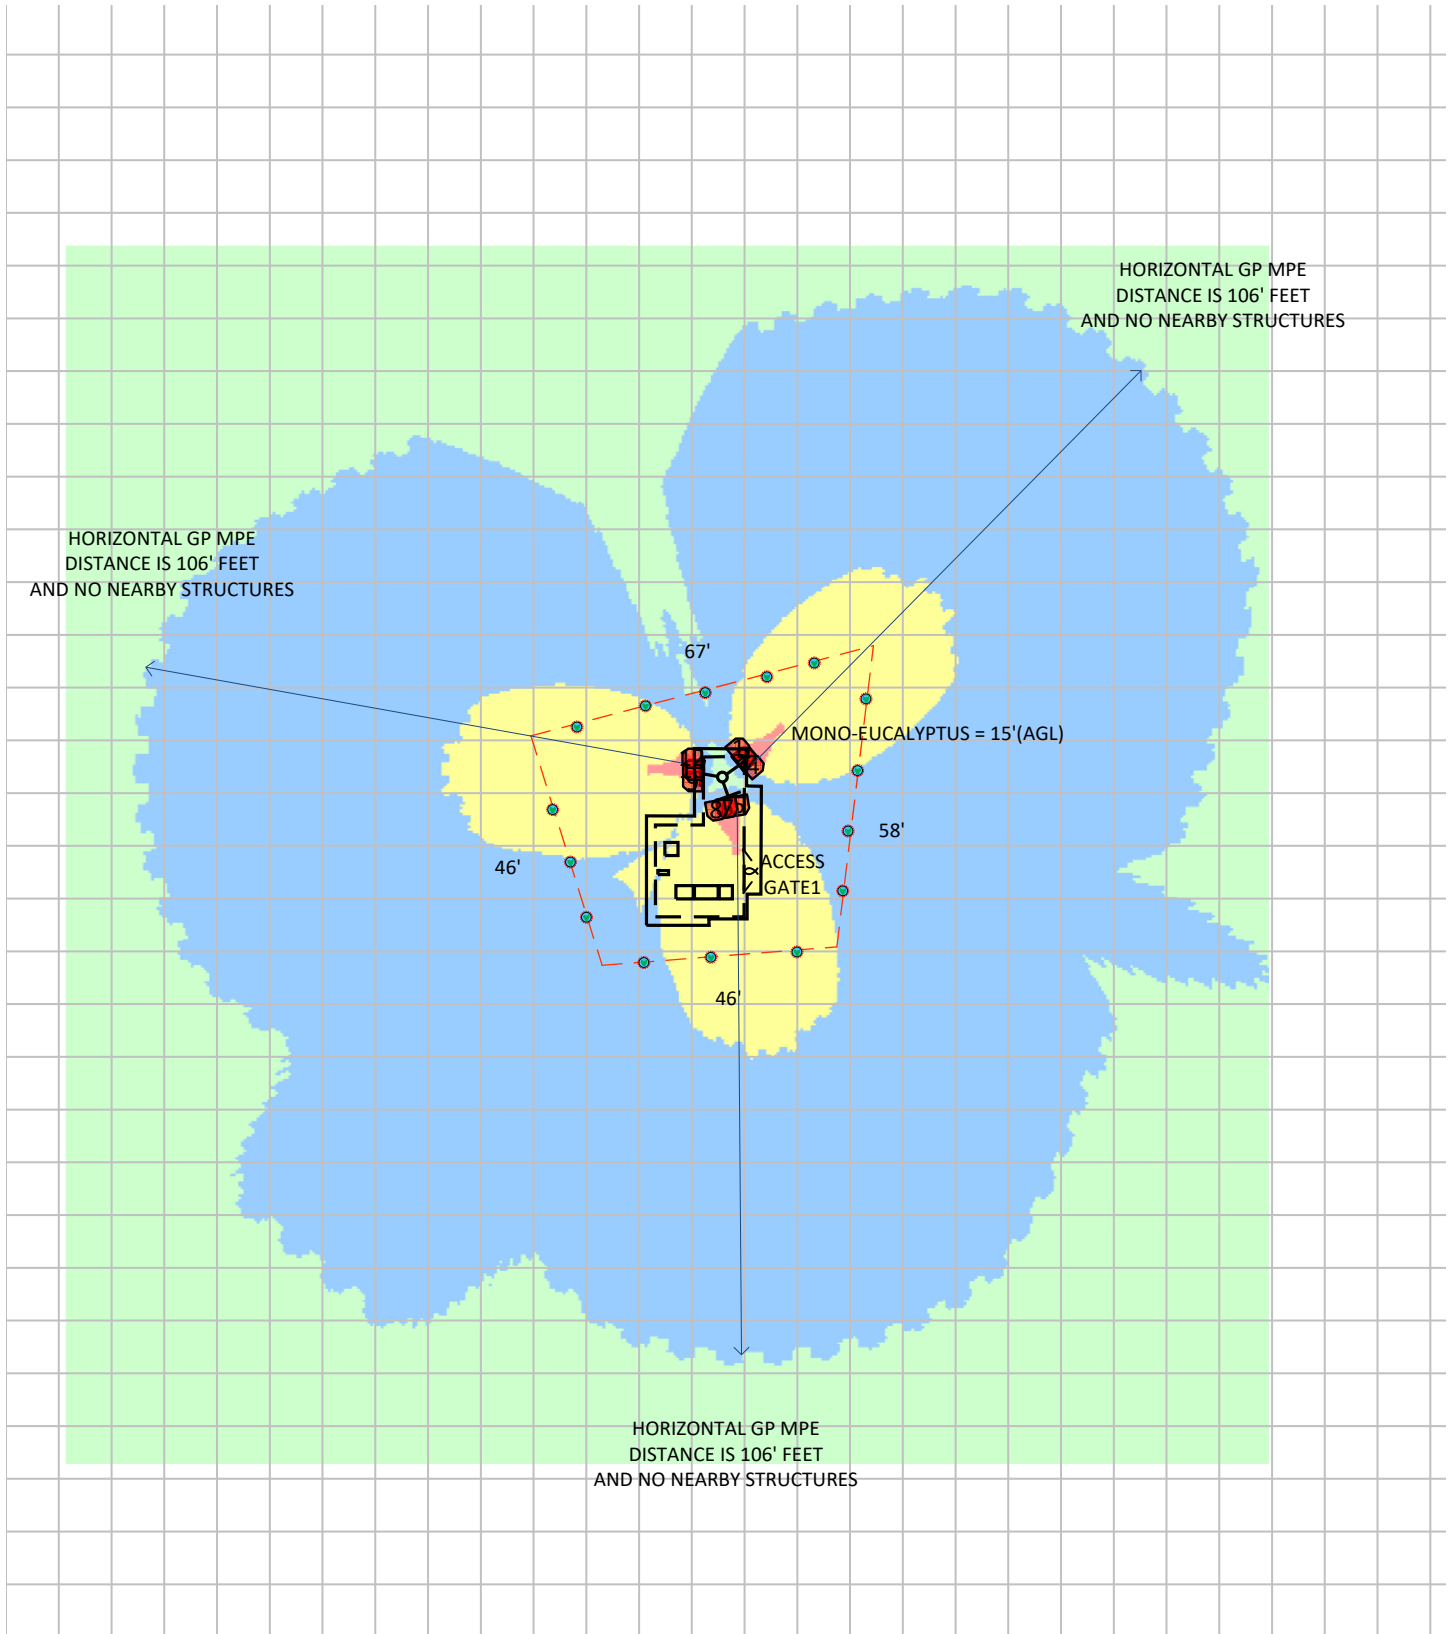 HORIZONTAL GP MPE
DISTANCE IS 106' FEET
AND NO NEARBY STRUCTURES
HORIZONTAL GP MPE
DISTANCE IS 106' FEET
AND NO NEARBY STRUCTURES
67'
MONO-EUCALYPTUS = 15'(AGL)
58'
46'
ACCESS
GATE1
46'
HORIZONTAL GP MPE
DISTANCE IS 106' FEET
AND NO NEARBY STRUCTURES